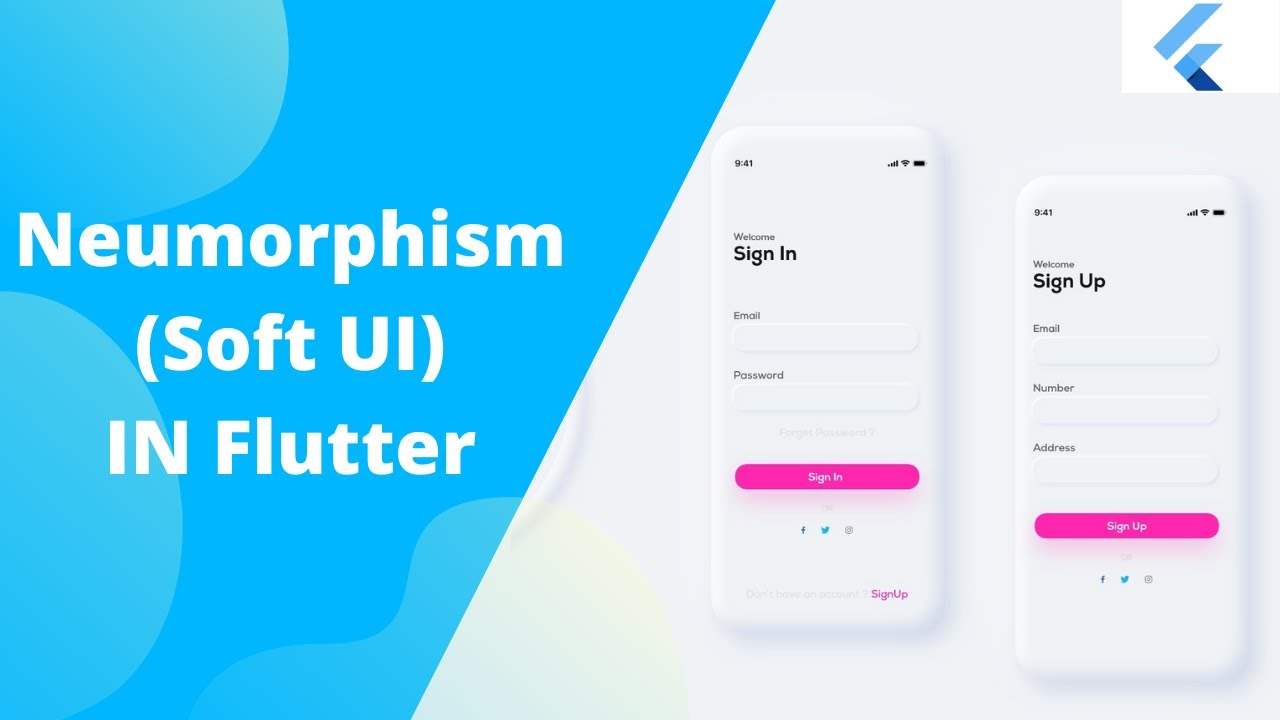 Neumorphism
(Soft UI)
IN Flutter
9:41
Welcome
Sign In
Email
Password
Forget Password ?
Sign In
OR
Don't have an account ? SignUp
9:41
Welcome
Sign Up
Email
Number
Address
Sign Up
OR